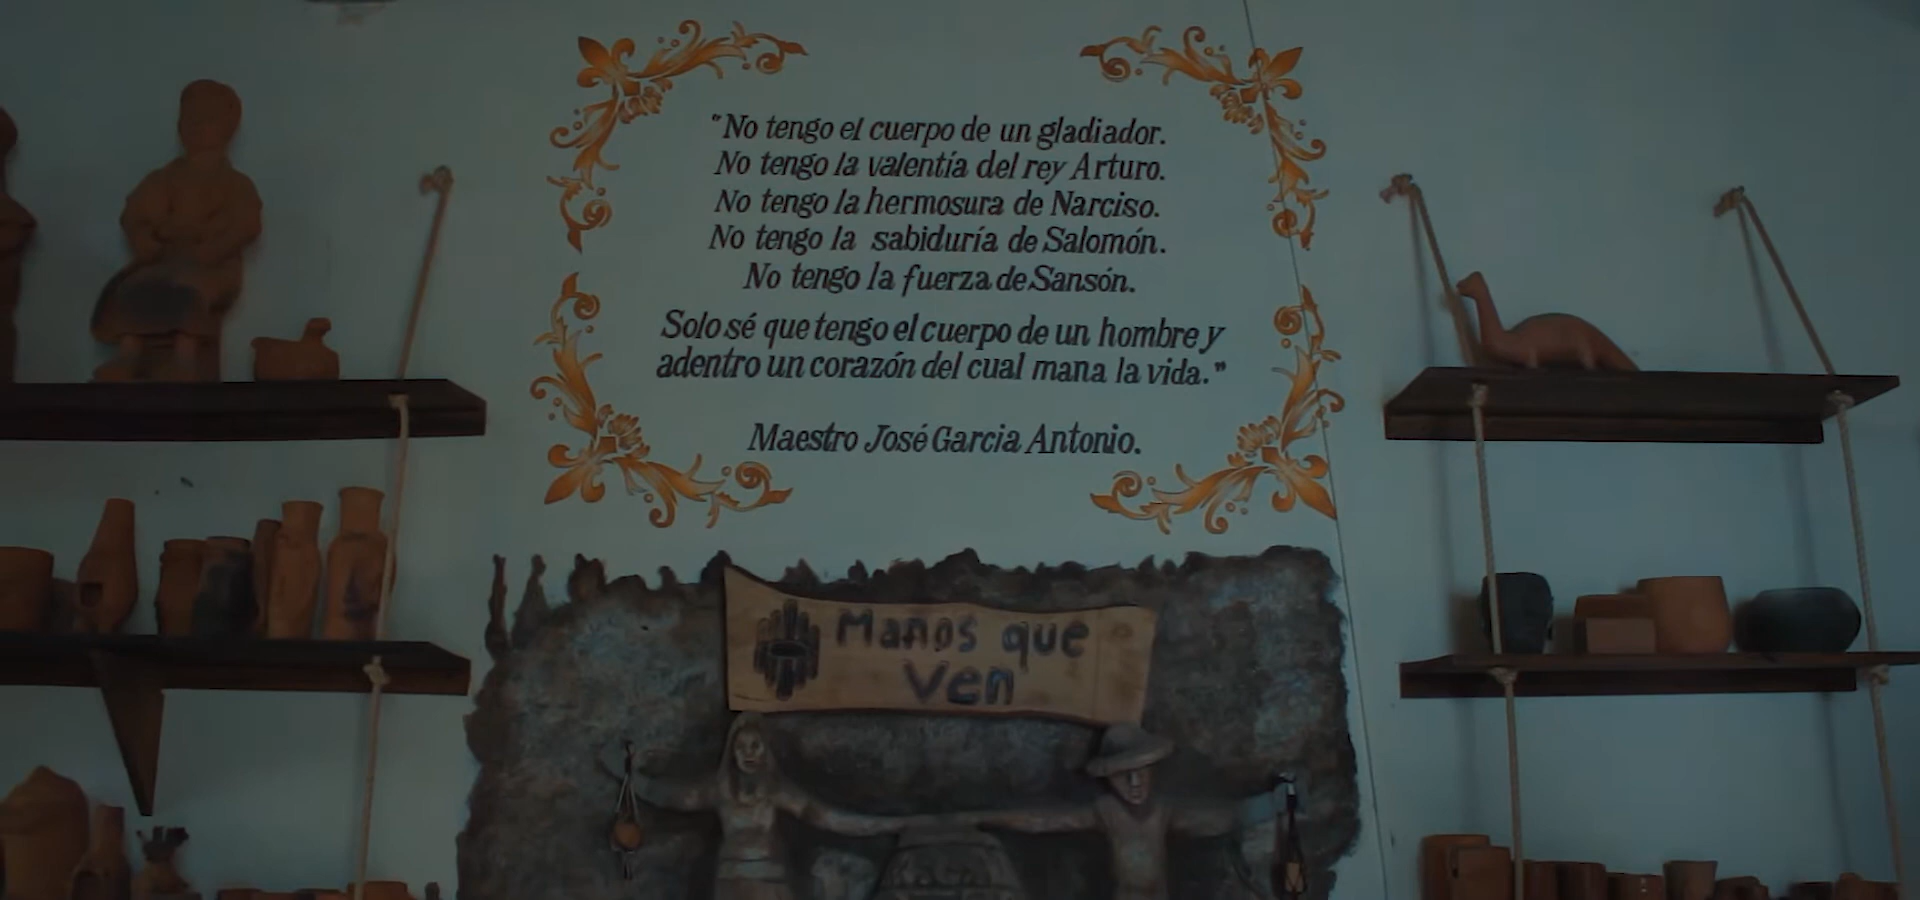 "No tengo el cuerpo de un gladiador.
No tengo la valentía del rey Arturo.
No tengo la hermosura de Narciso.
No tengo la sabiduría de Salomón.
No tengo la fuerza de Sansón.
Solo sé que tengo el cuerpo de un hombre y
adentro un corazón del cual mana la vida."
Maestro José Garcia Antonio.
Manos que
Ven